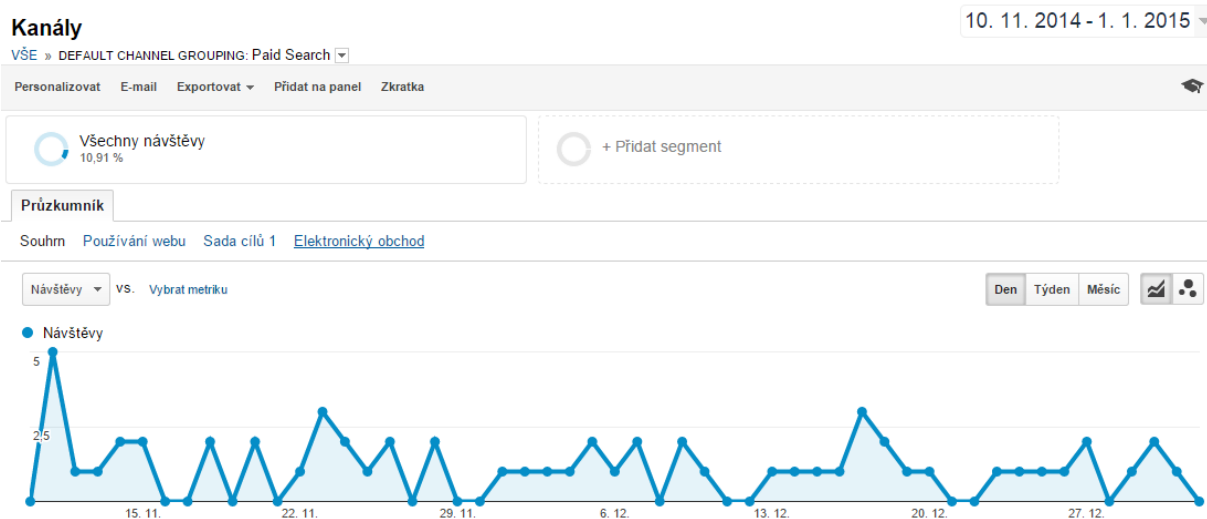 Kanály
10. 11. 2014 - 1. 1. 2015
VŠE » DEFAULT CHANNEL GROUPING: Paid Search
Personalizovat E-mail Exportovat Přidat na panel Zkratka
Všechny návštěvy
10,91 %
+ Přidat segment
Průzkumník
Souhrn Používání webu Sada cílů 1 Elektronický obchod
Návštěvy VS. Vybrat metriku Den Týden Měsíc
Návštěvy
5
2,5
15. 11. 22. 11. 29. 11. 6. 12. 13. 12. 20. 12. 27. 12.